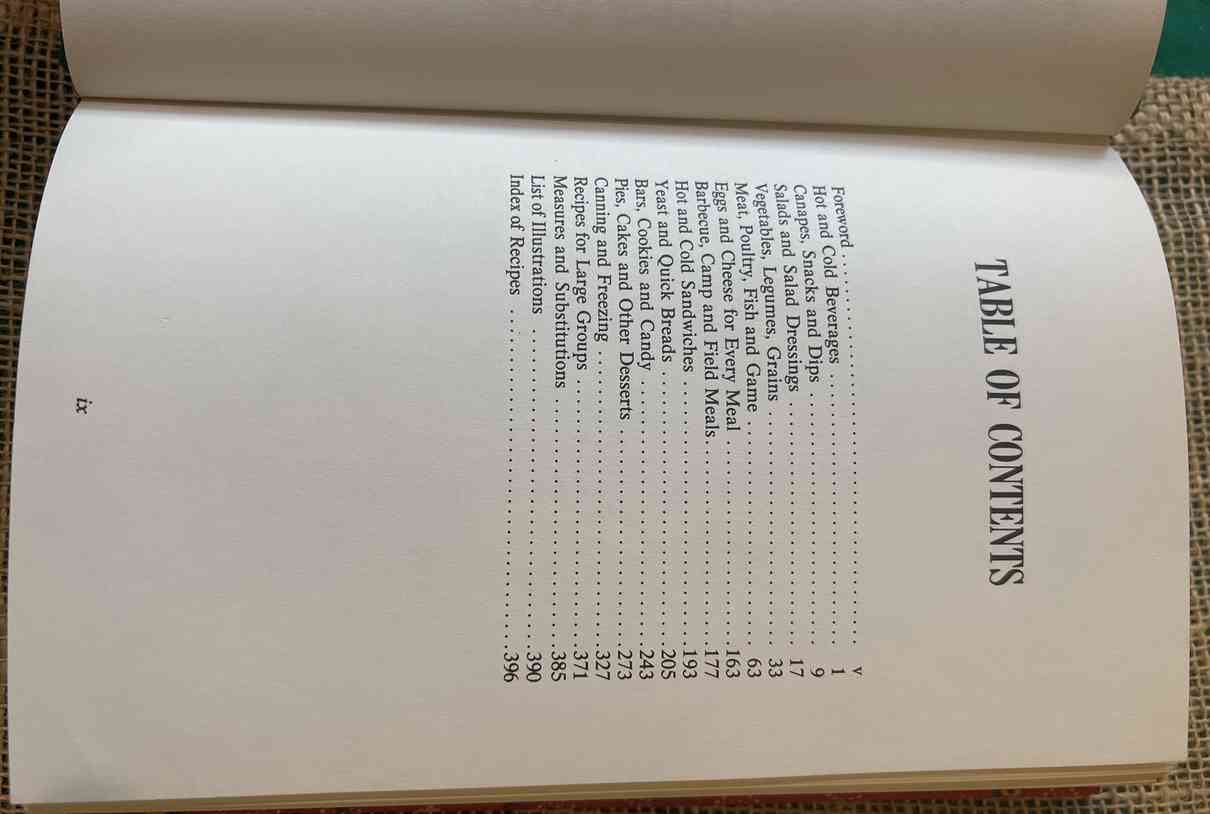 TABLE OF CONTENTS
Foreword . . . . . . . . . . . . . . . . . . . . . . . . . . . . . . . . . . . v
Hot and Cold Beverages . . . . . . . . . . . . . . . . . . . . . . . . 1
Canapes, Snacks and Dips . . . . . . . . . . . . . . . . . . . . . . . 9
Salads and Salad Dressings . . . . . . . . . . . . . . . . . . . . . . 17
Vegetables, Legumes, Grains . . . . . . . . . . . . . . . . . . . . . 33
Meat, Poultry, Fish and Game . . . . . . . . . . . . . . . . . . . . 63
Eggs and Cheese for Every Meal . . . . . . . . . . . . . . . . . . 163
Barbecue, Camp and Field Meals . . . . . . . . . . . . . . . . . . 177
Hot and Cold Sandwiches . . . . . . . . . . . . . . . . . . . . . . 193
Yeast and Quick Breads . . . . . . . . . . . . . . . . . . . . . . . 205
Bars, Cookies and Candy . . . . . . . . . . . . . . . . . . . . . . 243
Pies, Cakes and Other Desserts . . . . . . . . . . . . . . . . . . 273
Canning and Freezing . . . . . . . . . . . . . . . . . . . . . . . . 327
Recipes for Large Groups . . . . . . . . . . . . . . . . . . . . . . 371
Measures and Substitutions . . . . . . . . . . . . . . . . . . . . . 385
List of Illustrations . . . . . . . . . . . . . . . . . . . . . . . . . 390
Index of Recipes . . . . . . . . . . . . . . . . . . . . . . . . . . . 396
ix